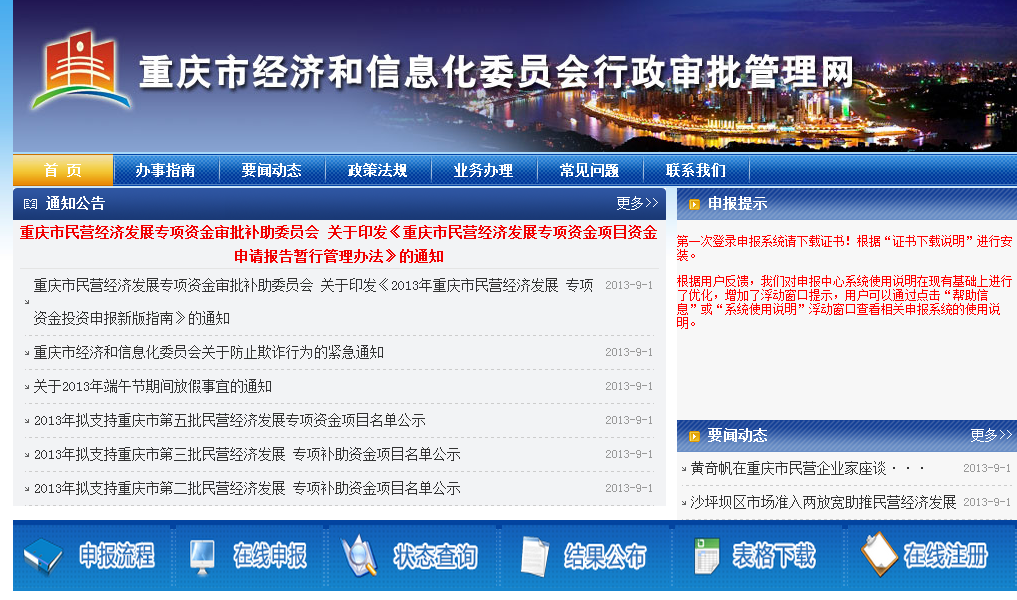 重庆市经济和信息化委员会行政审批管理网
首 页 办事指南 要闻动态 政策法规 业务办理 常见问题 联系我们
通知公告 更多>>
重庆市民营经济发展专项资金审批补助委员会 关于印发《重庆市民营经济发展专项资金项目资金
申请报告暂行管理办法》的通知
重庆市民营经济发展专项资金审批补助委员会 关于印发《2013年重庆市民营经济发展 专项 2013-9-1
资金投资申报新版指南》的通知
重庆市经济和信息化委员会关于防止欺诈行为的紧急通知 2013-9-1
关于2013年端午节期间放假事宜的通知 2013-9-1
2013年拟支持重庆市第五批民营经济发展专项资金项目名单公示 2013-9-1
2013年拟支持重庆市第三批民营经济发展 专项补助资金项目名单公示 2013-9-1
2013年拟支持重庆市第二批民营经济发展 专项补助资金项目名单公示 2013-9-1
申报提示
第一次登录申报系统请下载证书！根据“证书下载说明”进行安
装。
根据用户反馈，我们对申报中心系统使用说明在现有基础上进行
了优化，增加了浮动窗口提示，用户可以通过点击“帮助信
息”或“系统使用说明”浮动窗口查看相关申报系统的使用说
明。
要闻动态 更多>>
黄奇帆在重庆市民营企业家座谈··· 2013-9-1
沙坪坝区市场准入两放宽助推民营经济发展 2013-9-1
申报流程 在线申报 状态查询 结果公布 表格下载 在线注册